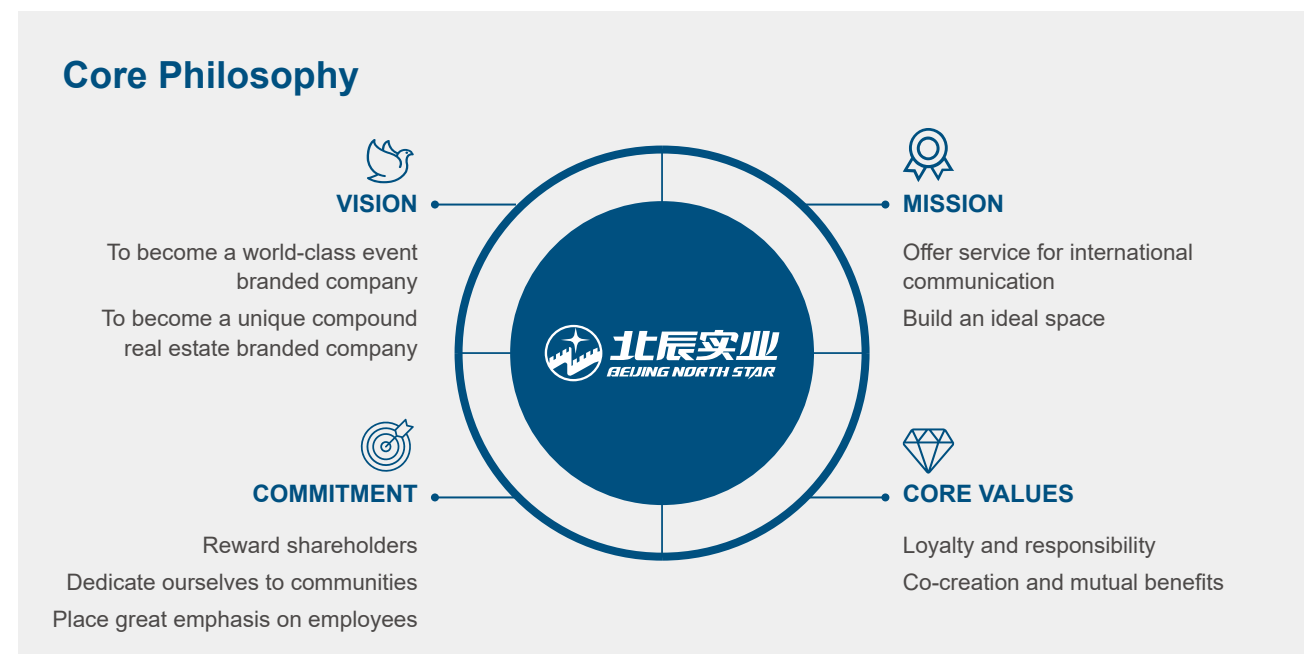 Core Philosophy
VISION
To become a world-class event
branded company
To become a unique compound
real estate branded company
MISSION
Offer service for international
communication
Build an ideal space
北辰实业
BEIJING NORTH STAR
COMMITMENT
Reward shareholders
Dedicate ourselves to communities
Place great emphasis on employees
CORE VALUES
Loyalty and responsibility
Co-creation and mutual benefits